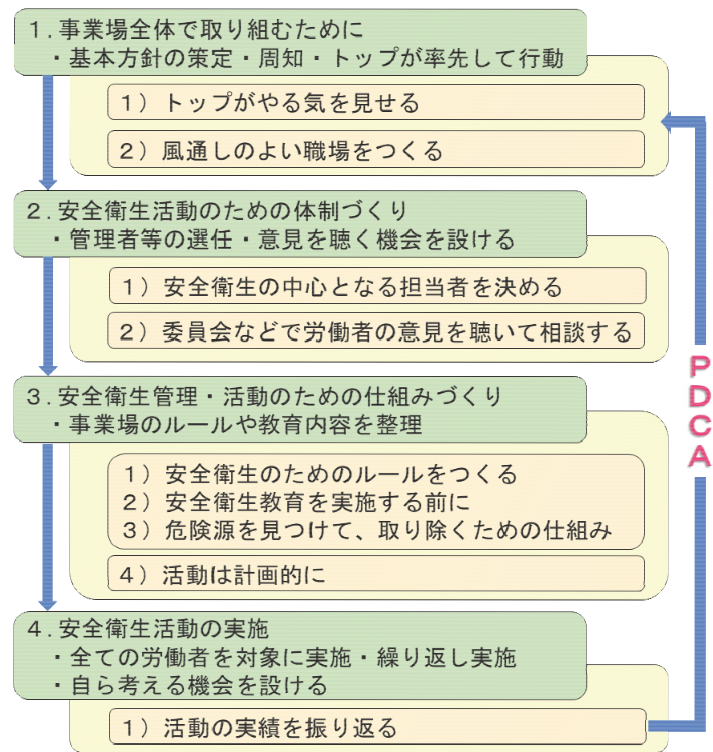 １．事業場全体で取り組むために
・基本方針の策定・周知・トップが率先して行動
１）トップがやる気を見せる
２）風通しのよい職場をつくる
２．安全衛生活動のための体制づくり
・管理者等の選任・意見を聴く機会を設ける
１）安全衛生の中心となる担当者を決める
２）委員会などで労働者の意見を聴いて相談する
３．安全衛生管理・活動のための仕組みづくり
・事業場のルールや教育内容を整理
１）安全衛生のためのルールをつくる
２）安全衛生教育を実施する前に
３）危険源を見つけて、取り除くための仕組み
４）活動は計画的に
４．安全衛生活動の実施
・全ての労働者を対象に実施・繰り返し実施
・自ら考える機会を設ける
１）活動の実績を振り返る
ＰＤＣＡ